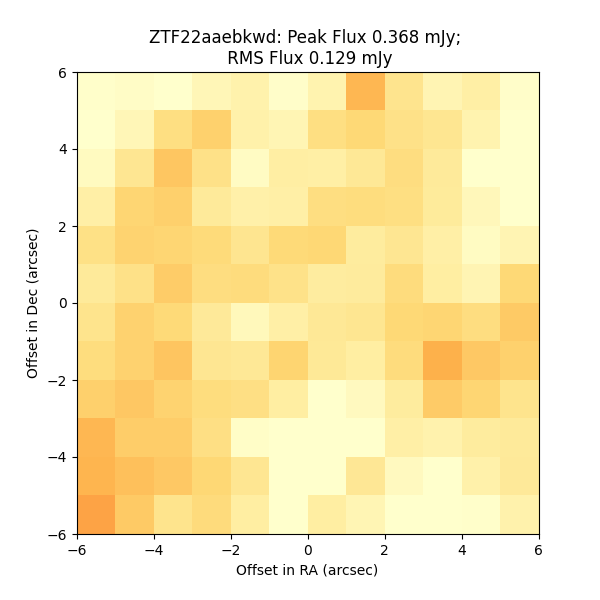 ZTF22aaebkwd: Peak Flux 0.368 mJy;
RMS Flux 0.129 mJy
6
4
2
0
−2
−4
−6
Offset in Dec (arcsec)
−6 −4 −2 0 2 4 6
Offset in RA (arcsec)